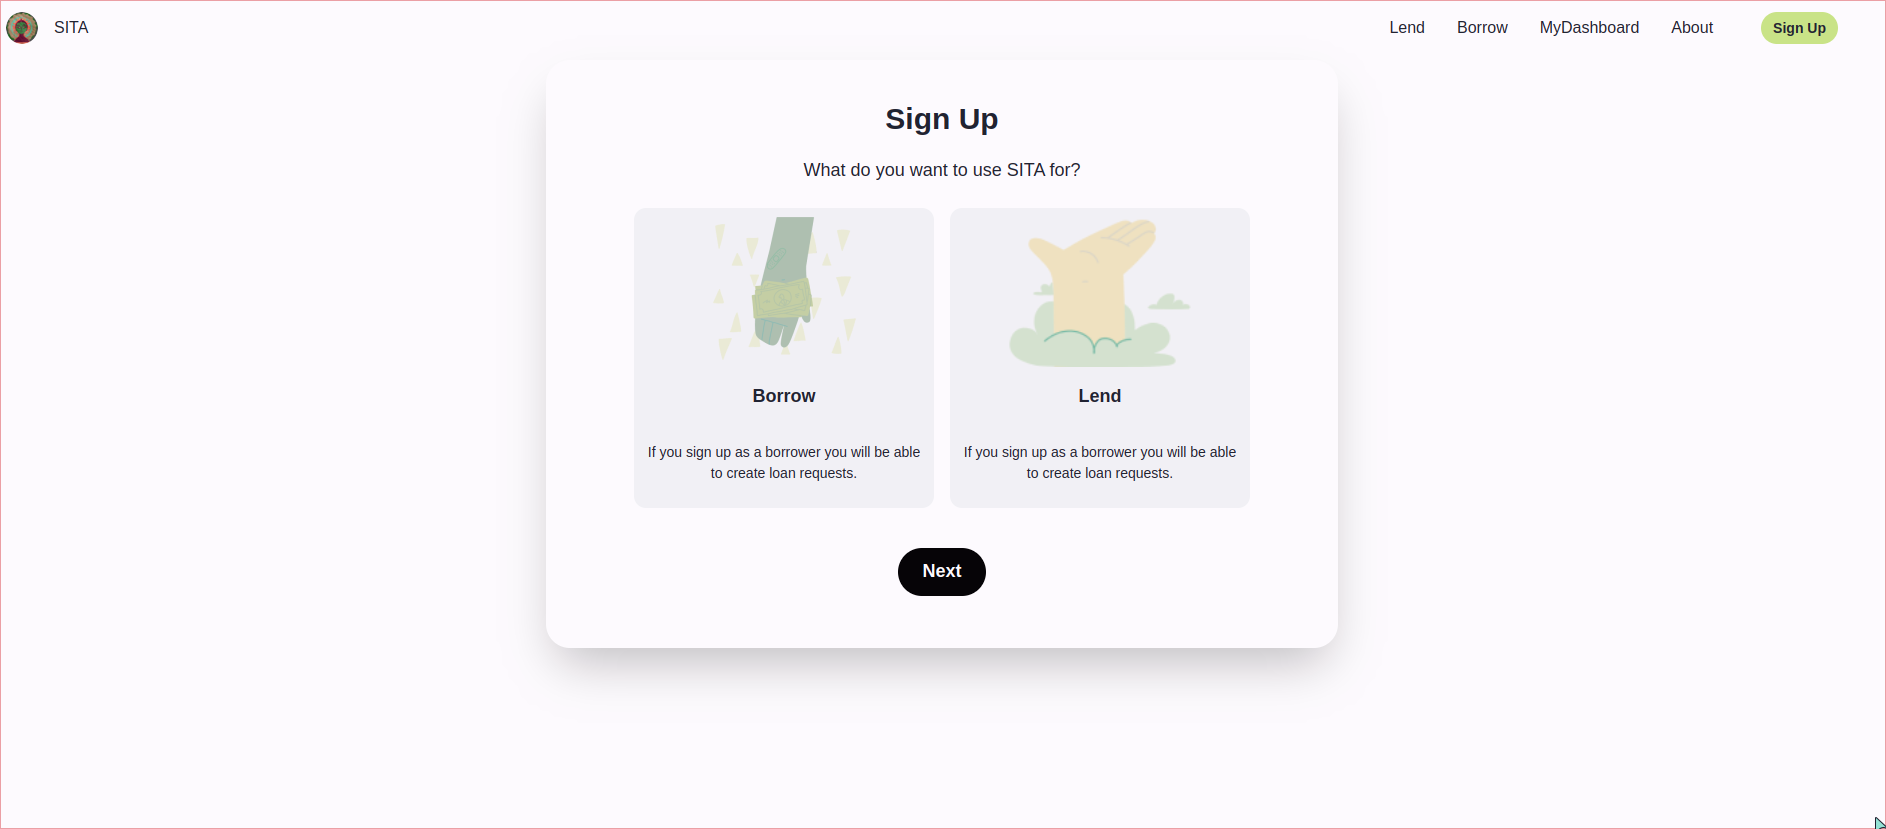 SITA
Lend Borrow MyDashboard About Sign Up
Sign Up
What do you want to use SITA for?
Borrow
If you sign up as a borrower you will be able
to create loan requests.
Lend
If you sign up as a borrower you will be able
to create loan requests.
Next